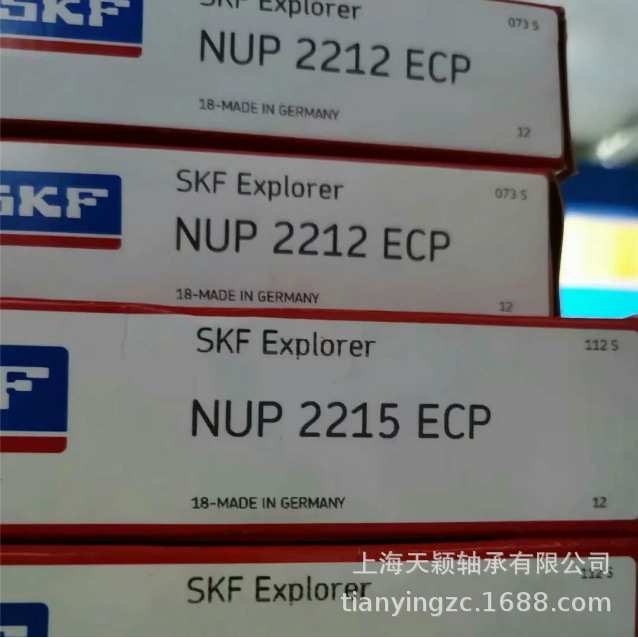 SKF
SKF Explorer
073 S
NUP 2212 ECP
18-MADE IN GERMANY
12
SKF
SKF Explorer
073 S
NUP 2212 ECP
18-MADE IN GERMANY
12
SKF Explorer
112 S
NUP 2215 ECP
18-MADE IN GERMANY
12
上海天颖轴承有限公司
SKF Explorer
112 S
tianyingzc.1688.com